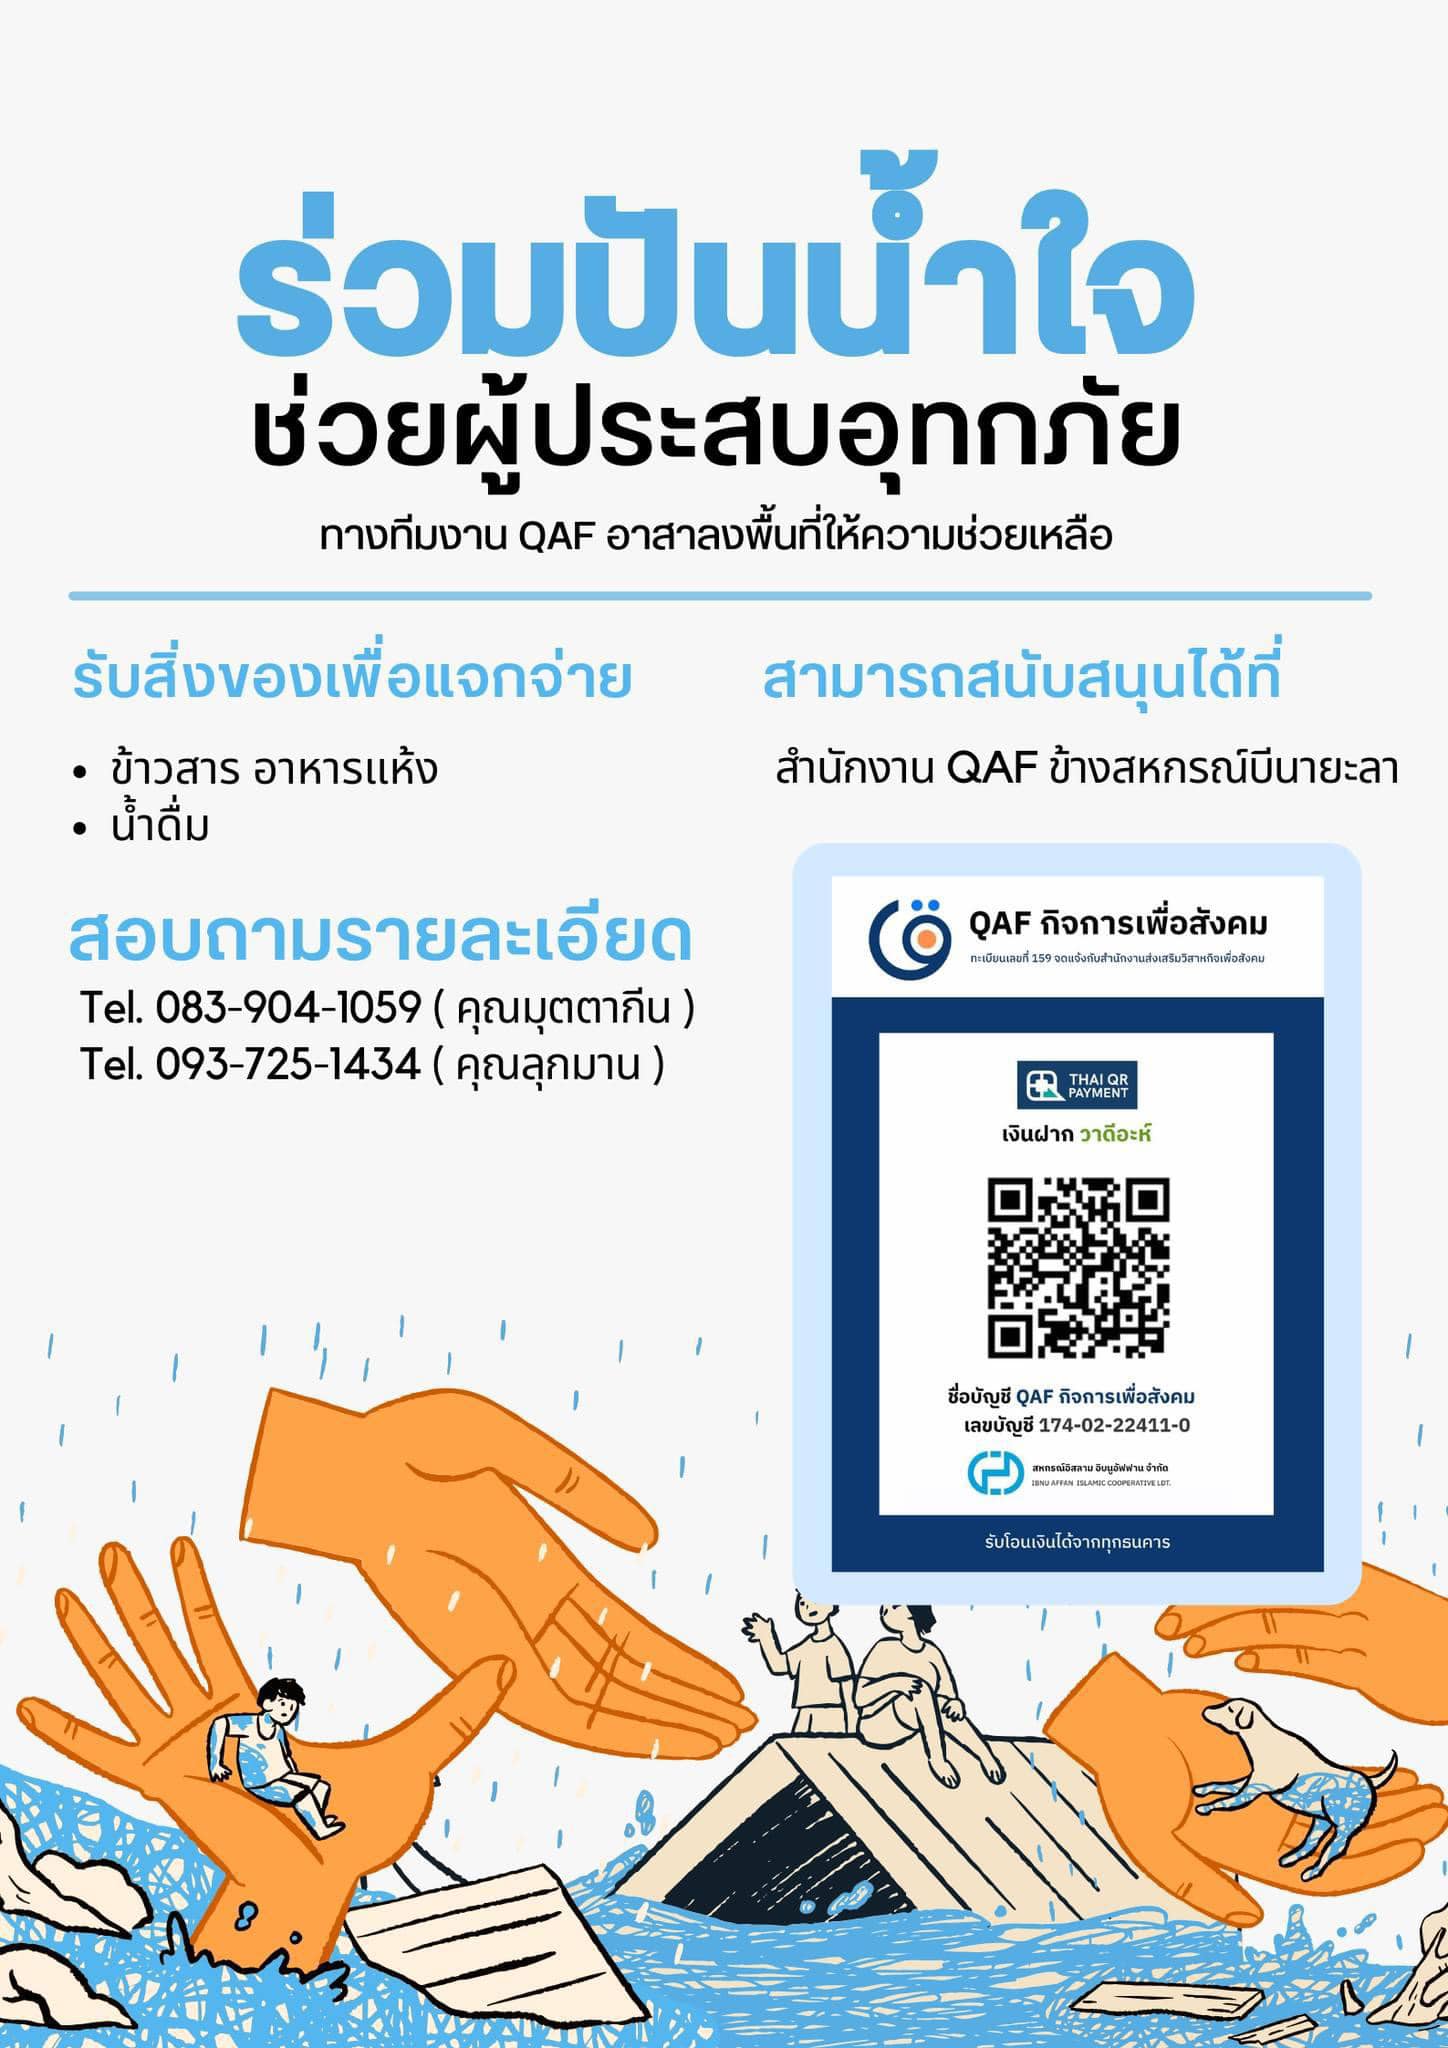 ร่วมปันน้ำใจ
ช่วยผู้ประสบอุทกภัย
ทางทีมงาน QAF อาสาลงพื้นที่ให้ความช่วยเหลือ
รับสิ่งของเพื่อแจกจ่าย
• ข้าวสาร อาหารแห้ง
• น้ำดื่ม
สอบถามรายละเอียด
Tel. 083-904-1059 ( คุณมุตตากีน )
Tel. 093-725-1434 ( คุณลุกมาน )
สามารถสนับสนุนได้ที่
สำนักงาน QAF ข้างสหกรณ์บีนายะลา
QAF กิจการเพื่อสังคม
ทะเบียนเลขที่ 159 จดแจ้งกับสำนักงานส่งเสริมวิสาหกิจเพื่อสังคม
THAI QR
PAYMENT
เงินฝาก วาดีอะห์
ชื่อบัญชี QAF กิจการเพื่อสังคม
เลขบัญชี 174-02-22411-0
สหกรณ์อิสลาม อิบนูอัฟฟาน จำกัด
IBNU AFFAN ISLAMIC COOPERATIVE LDT.
รับโอนเงินได้จากทุกธนาคาร